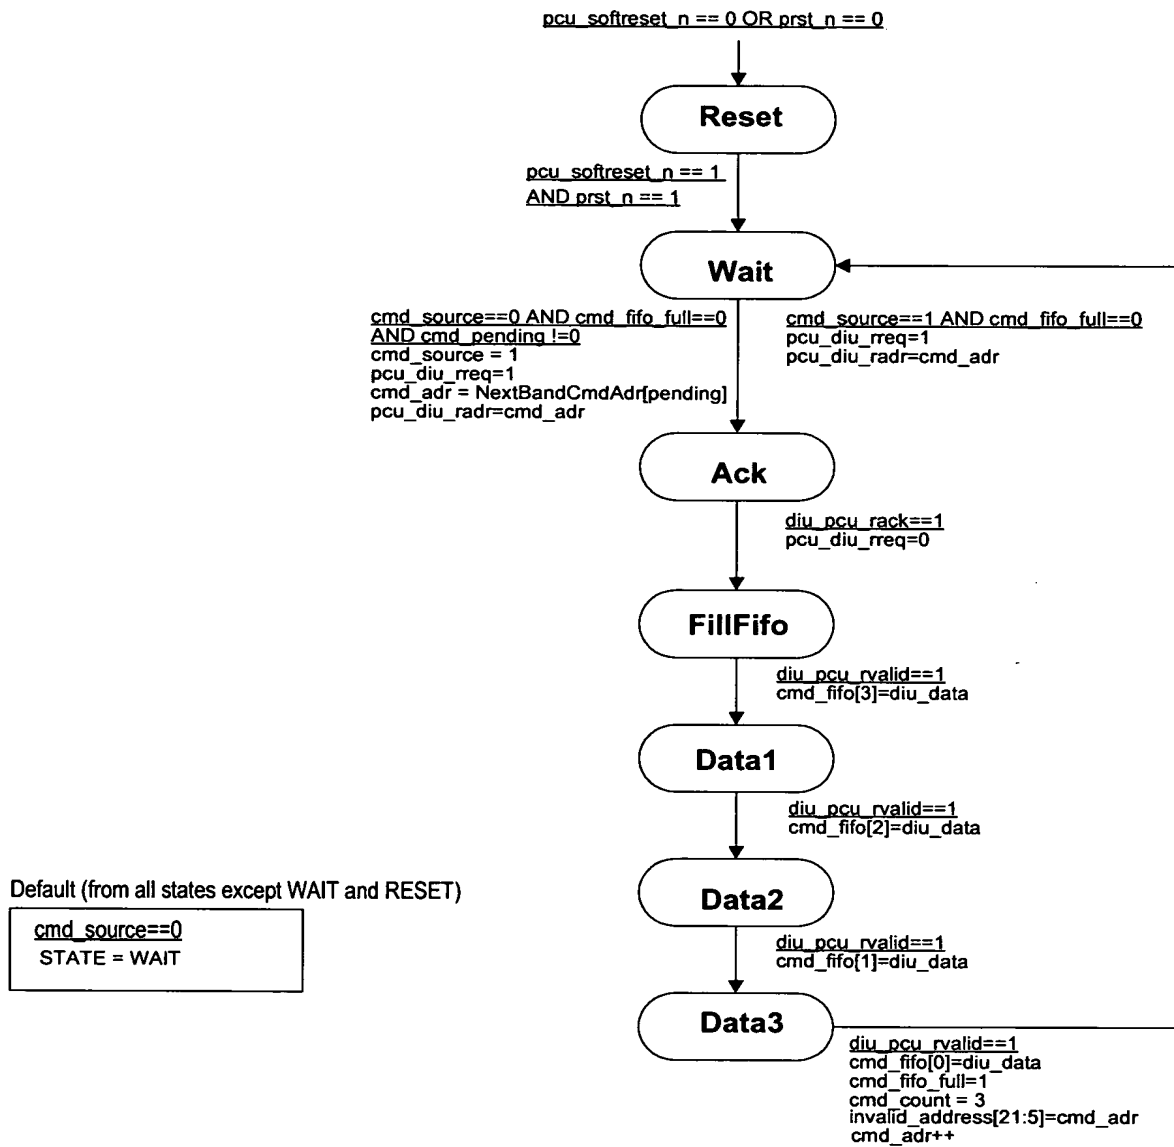 pcu_softreset_n == 0 OR prst_n == 0
Reset
pcu_softreset_n == 1
AND prst_n == 1
Wait
cmd_source==0 AND cmd_fifo_full==0
AND cmd_pending !=0
cmd_source = 1
pcu_diu_rreq=1
cmd_adr = NextBandCmdAdr[pending]
pcu_diu_radr=cmd_adr
cmd_source==1 AND cmd_fifo_full==0
pcu_diu_rreq=1
pcu_diu_radr=cmd_adr
Ack
diu_pcu_rack==1
pcu_diu_rreq=0
FillFifo
diu_pcu_rvalid==1
cmd_fifo[3]=diu_data
Data1
diu_pcu_rvalid==1
cmd_fifo[2]=diu_data
Data2
Default (from all states except WAIT and RESET)
cmd_source==0
STATE = WAIT
diu_pcu_rvalid==1
cmd_fifo[1]=diu_data
Data3
diu_pcu_rvalid==1
cmd_fifo[0]=diu_data
cmd_fifo_full=1
cmd_count = 3
invalid_address[21:5]=cmd_adr
cmd_adr++